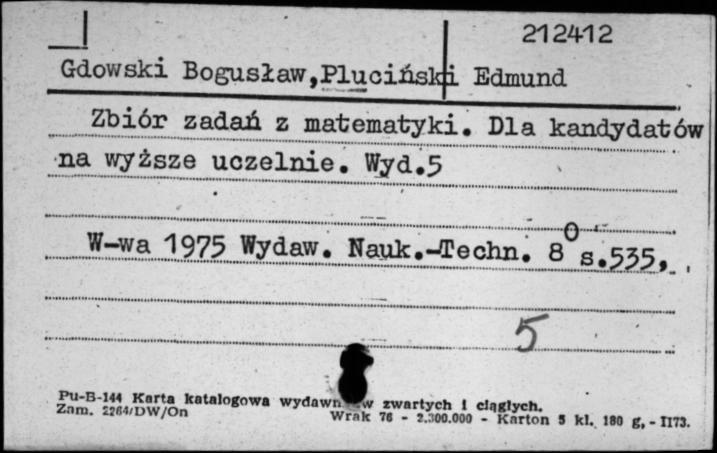 212412
Gdowski Bogusław,Pluciński Edmund
Zbiór zadań z matematyki. Dla kandydatów
na wyższe uczelnie. Wyd.5
W-wa 1975 Wydaw. Nauk.-Techn. 8⁰ s.535,
5
Pu-B-144 Karta katalogowa zwartych i ciągłych.
Zam. 2264/DW/On Wrak 76 - 2.300.000 - Karton 5 kl. 180 g, - II73.